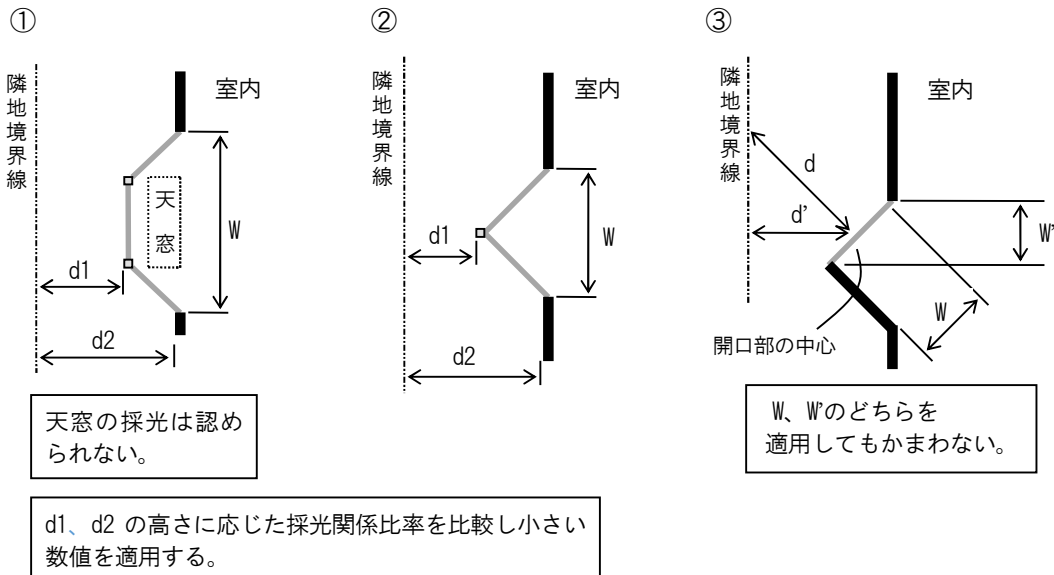 ①
隣地境界線
室内
天窓
W
d1
d2
天窓の採光は認め
られない。
②
隣地境界線
室内
d1
W
d2
d1、d2 の高さに応じた採光関係比率を比較し小さい
数値を適用する。
③
隣地境界線
室内
d
d'
W'
W
開口部の中心
W、W'のどちらを
適用してもかまわない。